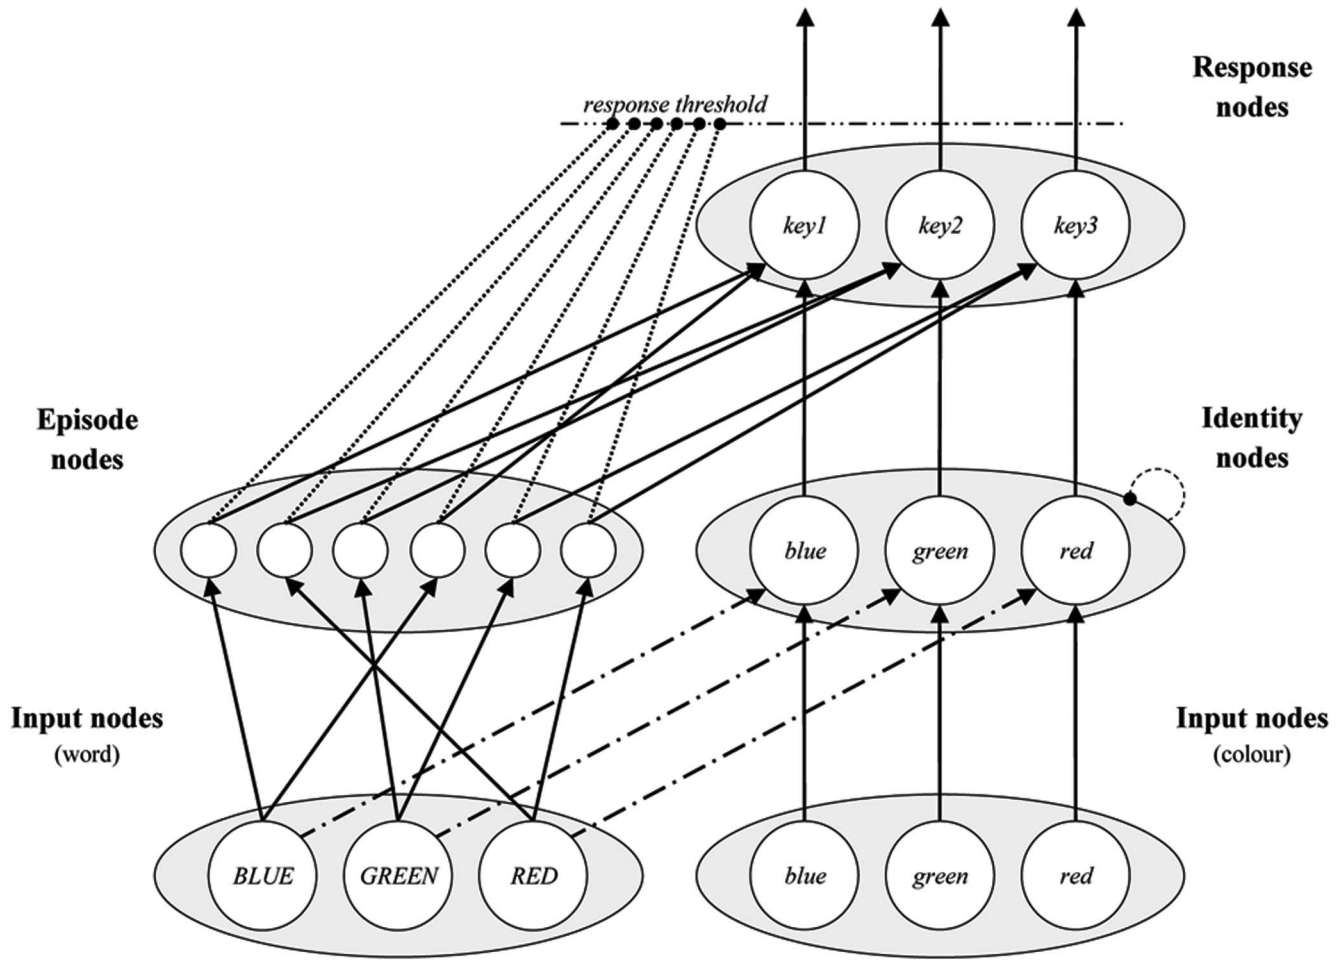 Response
nodes
response threshold
key1 key2 key3
Episode
nodes
Identity
nodes
blue green red
Input nodes
(word)
Input nodes
(colour)
BLUE GREEN RED
blue green red